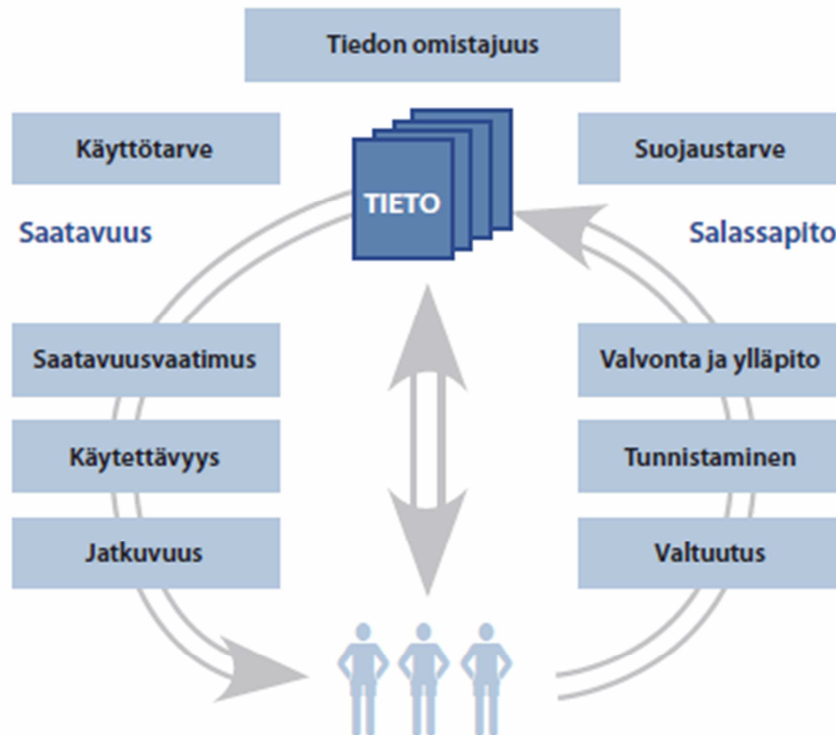 Tiedon omistajuus
Käyttötarve
Suojaustarve
TIETO
Saatavuus
Salassapito
Saatavuusvaatimus
Valvonta ja ylläpito
Käytettävyys
Tunnistaminen
Jatkuvuus
Valtuutus